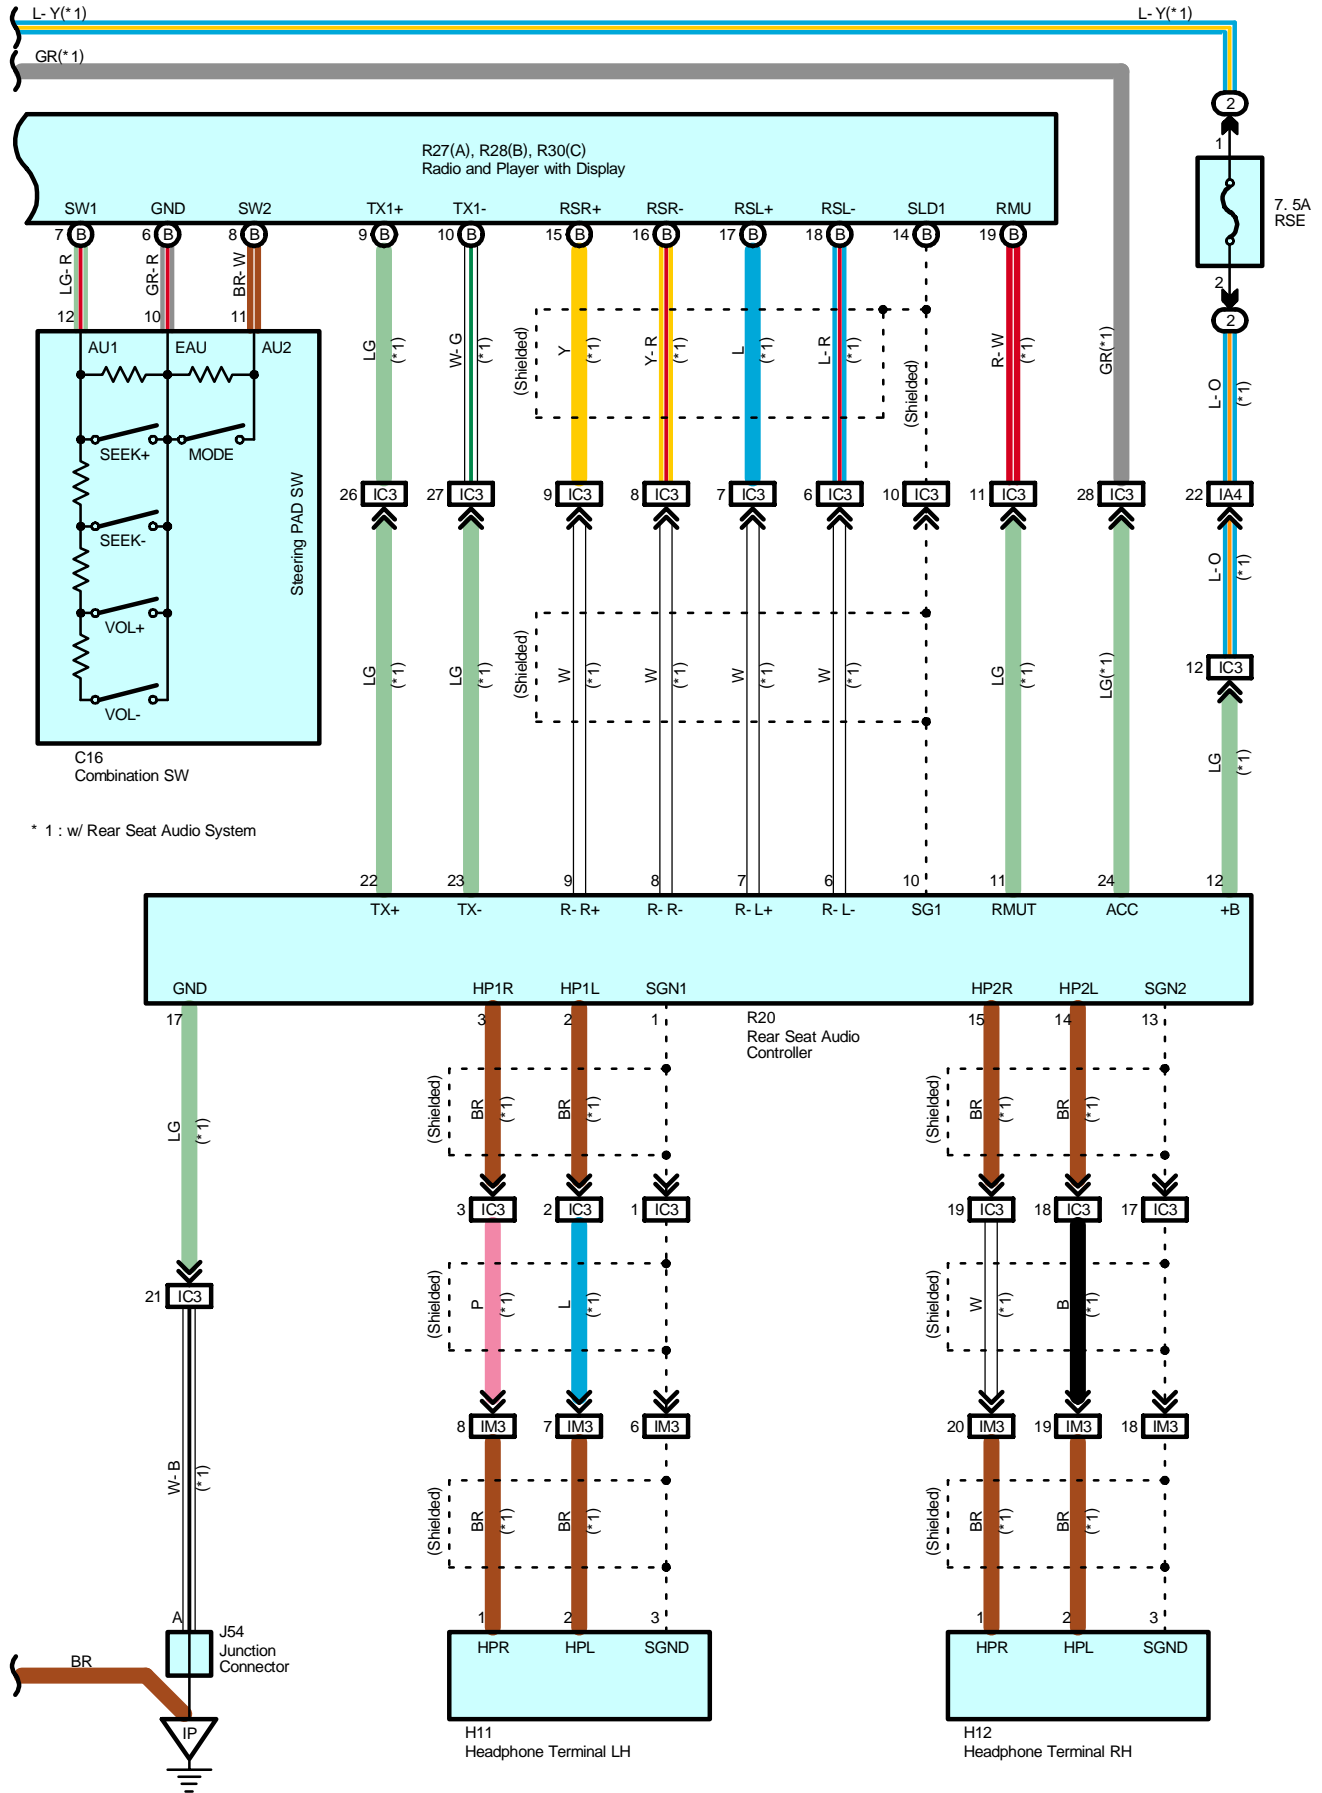 L- Y(* 1)
L- Y(* 1)
GR(* 1)
2
1
7. 5A
RSE
2
2
R27(A), R28(B), R30(C)
Radio and Player with Display
SW1 GND SW2 TX1+ TX1- RSR+ RSR- RSL+ RSL- SLD1 RMU
7 B 6 B 8 B 9 B 10 B 15 B 16 B 17 B 18 B 14 B 19 B
LG- R GR- R BR- W
12 10 11
AU1 EAU AU2
SEEK+ MODE
SEEK-
VOL+
VOL-
Steering PAD SW
C16
Combination SW
LG (* 1) W- G (* 1) (Shielded) Y (* 1) Y- R (* 1) L (* 1) L- R (* 1) (Shielded) R- W (* 1) GR(* 1) L- O (* 1)
26 IC3 27 IC3 9 IC3 8 IC3 7 IC3 6 IC3 10 IC3 11 IC3 28 IC3 22 IA4
L- O (* 1)
12 IC3
LG (* 1) LG (* 1) (Shielded) W (* 1) W (* 1) W (* 1) W (* 1) LG (* 1) LG(* 1) LG (* 1)
* 1 : w/ Rear Seat Audio System
22 23 9 8 7 6 10 11 24 12
TX+ TX- R- R+ R- R- R- L+ R- L- SG1 RMUT ACC +B
GND HP1R HP1L SGN1 HP2R HP2L SGN2
17 3 2 1 15 14 13
R20
Rear Seat Audio
Controller
LG (* 1) (Shielded) BR (* 1) BR (* 1) (Shielded) BR (* 1) BR (* 1)
3 IC3 2 IC3 1 IC3 19 IC3 18 IC3 17 IC3
21 IC3
(Shielded) P (* 1) L (* 1) (Shielded) W (* 1) B (* 1)
8 IM3 7 IM3 6 IM3 20 IM3 19 IM3 18 IM3
W- B (* 1) (Shielded) BR (* 1) BR (* 1) (Shielded) BR (* 1) BR (* 1)
A
J54
Junction
Connector
BR
IP
1 2 3 1 2 3
HPR HPL SGND HPR HPL SGND
H11
Headphone Terminal LH
H12
Headphone Terminal RH